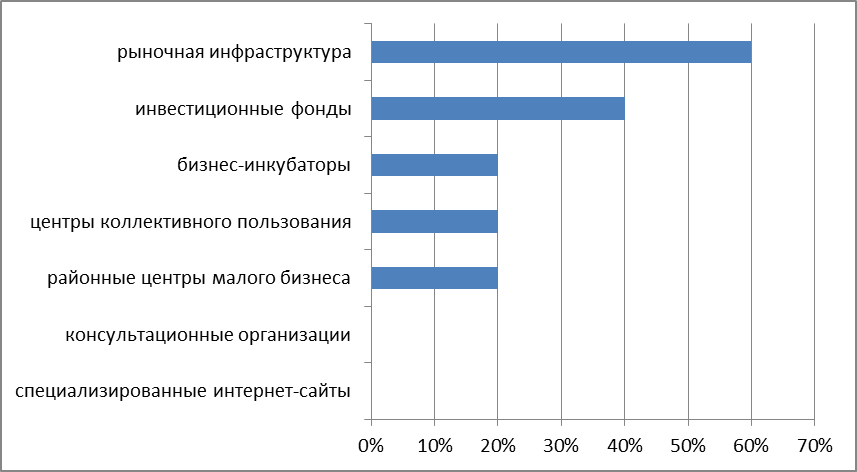 рыночная инфраструктура
инвестиционные фонды
бизнес-инкубаторы
центры коллективного пользования
районные центры малого бизнеса
консультационные организации
специализированные интернет-сайты
0% 10% 20% 30% 40% 50% 60% 70%